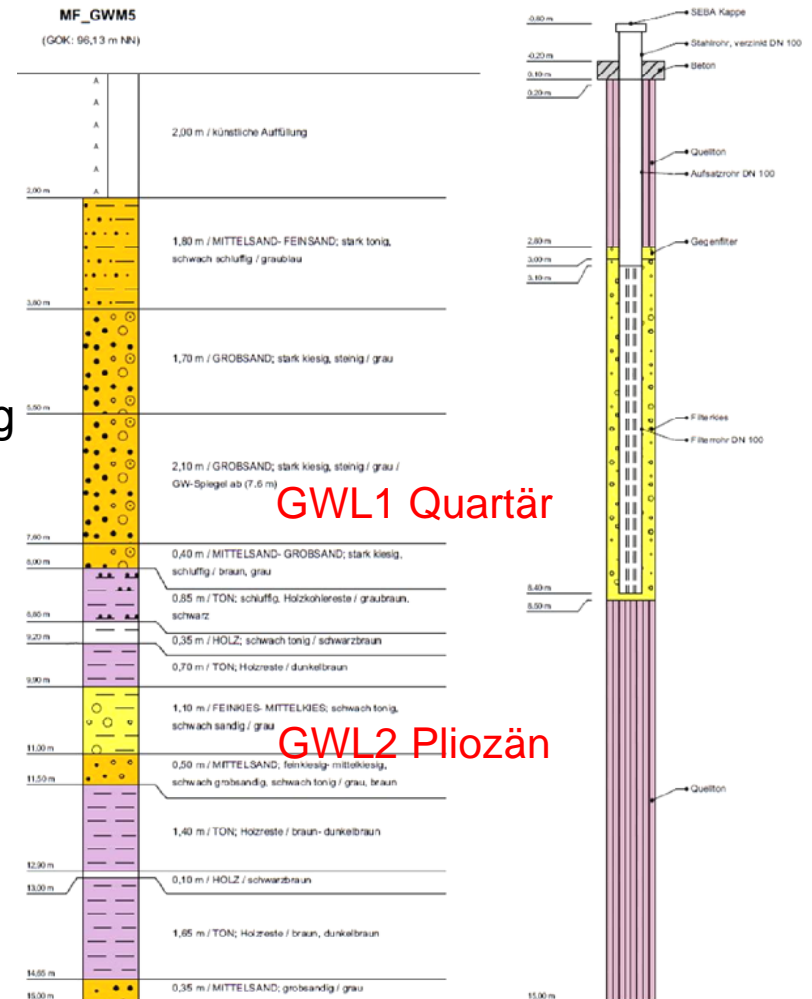 MF_GWM5
(GOK: 96,13 m NN)
A
A
A
A
A
A
2,00 m / künstliche Auffüllung
2,00 m
1,80 m / MITTELSAND- FEINSAND; stark tonig,
schwach schluffig / graublau
3,80 m
1,70 m / GROBSAND; stark kiesig, steinig / grau
g
5,50 m
2,10 m / GROBSAND; stark kiesig, steinig / grau /
GW-Spiegel ab (7.6 m)
GWL1 Quartär
7,60 m
0,40 m / MITTELSAND- GROBSAND; stark kiesig,
schluffig / braun, grau
8,00 m
0,85 m / TON; schluffig, Holzkohlereste / graubraun,
schwarz
8,85 m
0,35 m / HOLZ; schwach tonig / schwarzbraun
9,20 m
0,70 m / TON; Holzreste / dunkelbraun
9,90 m
1,10 m / FEINKIES- MITTELKIES; schwach tonig,
schwach sandig / grau
GWL2 Pliozän
11,00 m
0,50 m / MITTELSAND; feinkiesig- mittelkiesig,
schwach grobsandig, schwach tonig / grau, braun
11,50 m
1,40 m / TON; Holzreste / braun- dunkelbraun
12,90 m
0,10 m / HOLZ / schwarzbraun
13,00 m
1,65 m / TON; Holzreste / braun, dunkelbraun
14,65 m
0,35 m / MITTELSAND; grobsandig / grau
15,00 m
-0,80 m
SEBA Kappe
Stahlrohr, verzinkt DN 100
-0,20 m
Beton
0,10 m
0,20 m
Quellton
Aufsatzrohr DN 100
2,80 m
Gegenfilter
3,00 m
3,10 m
Filterkies
Filterrohr DN 100
8,40 m
8,50 m
Quellton
15,00 m